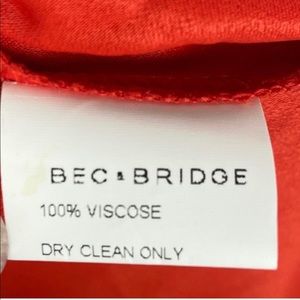 BEC & BRIDGE
100% VISCOSE
DRY CLEAN ONLY